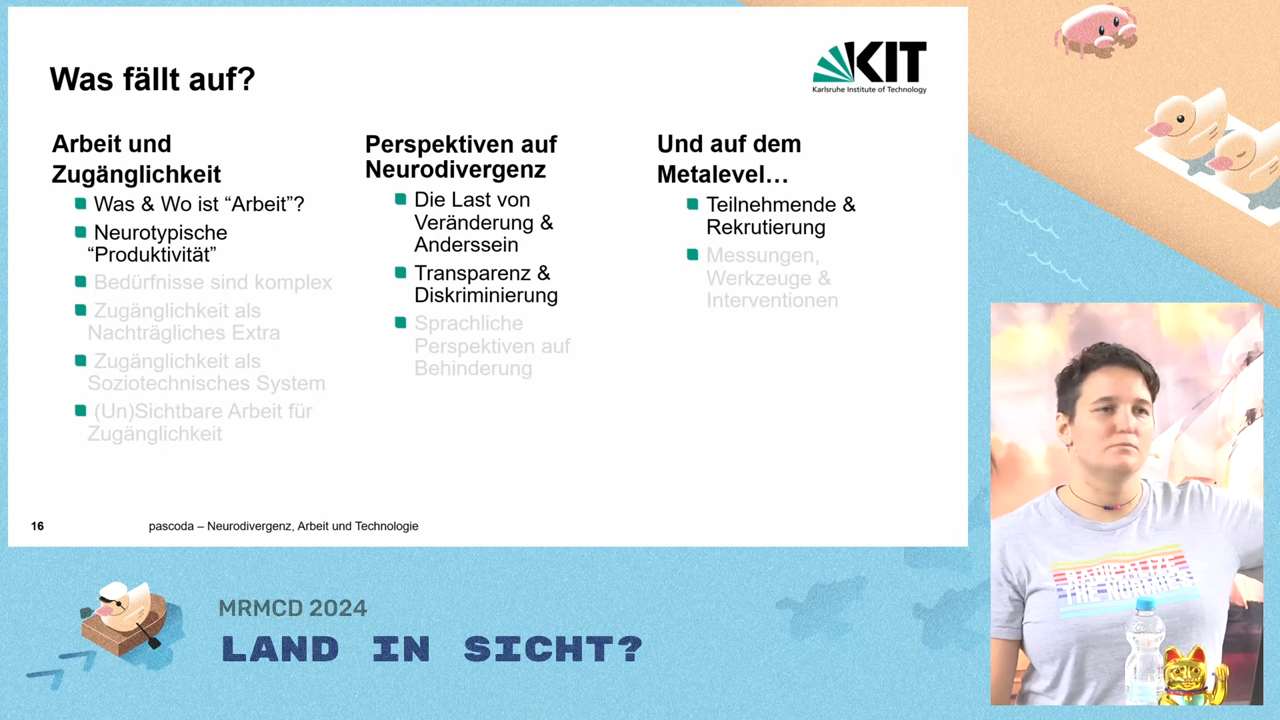 Was fällt auf?
KIT
Karlsruhe Institute of Technology
Arbeit und
Zugänglichkeit
Was & Wo ist “Arbeit”?
Neurotypische
“Produktivität”
Bedürfnisse sind komplex
Zugänglichkeit als
Nachträgliches Extra
Zugänglichkeit als
Soziotechnisches System
(Un)Sichtbare Arbeit für
Zugänglichkeit
Perspektiven auf
Neurodivergenz
Die Last von
Veränderung &
Anderssein
Transparenz &
Diskriminierung
Sprachliche
Perspektiven auf
Behinderung
Und auf dem
Metalevel…
Teilnehmende &
Rekrutierung
Messungen,
Werkzeuge &
Interventionen
16
pascoda – Neurodivergenz, Arbeit und Technologie
MRMCD 2024
LAND IN SICHT?
RADICALIZE
THE NORMIES